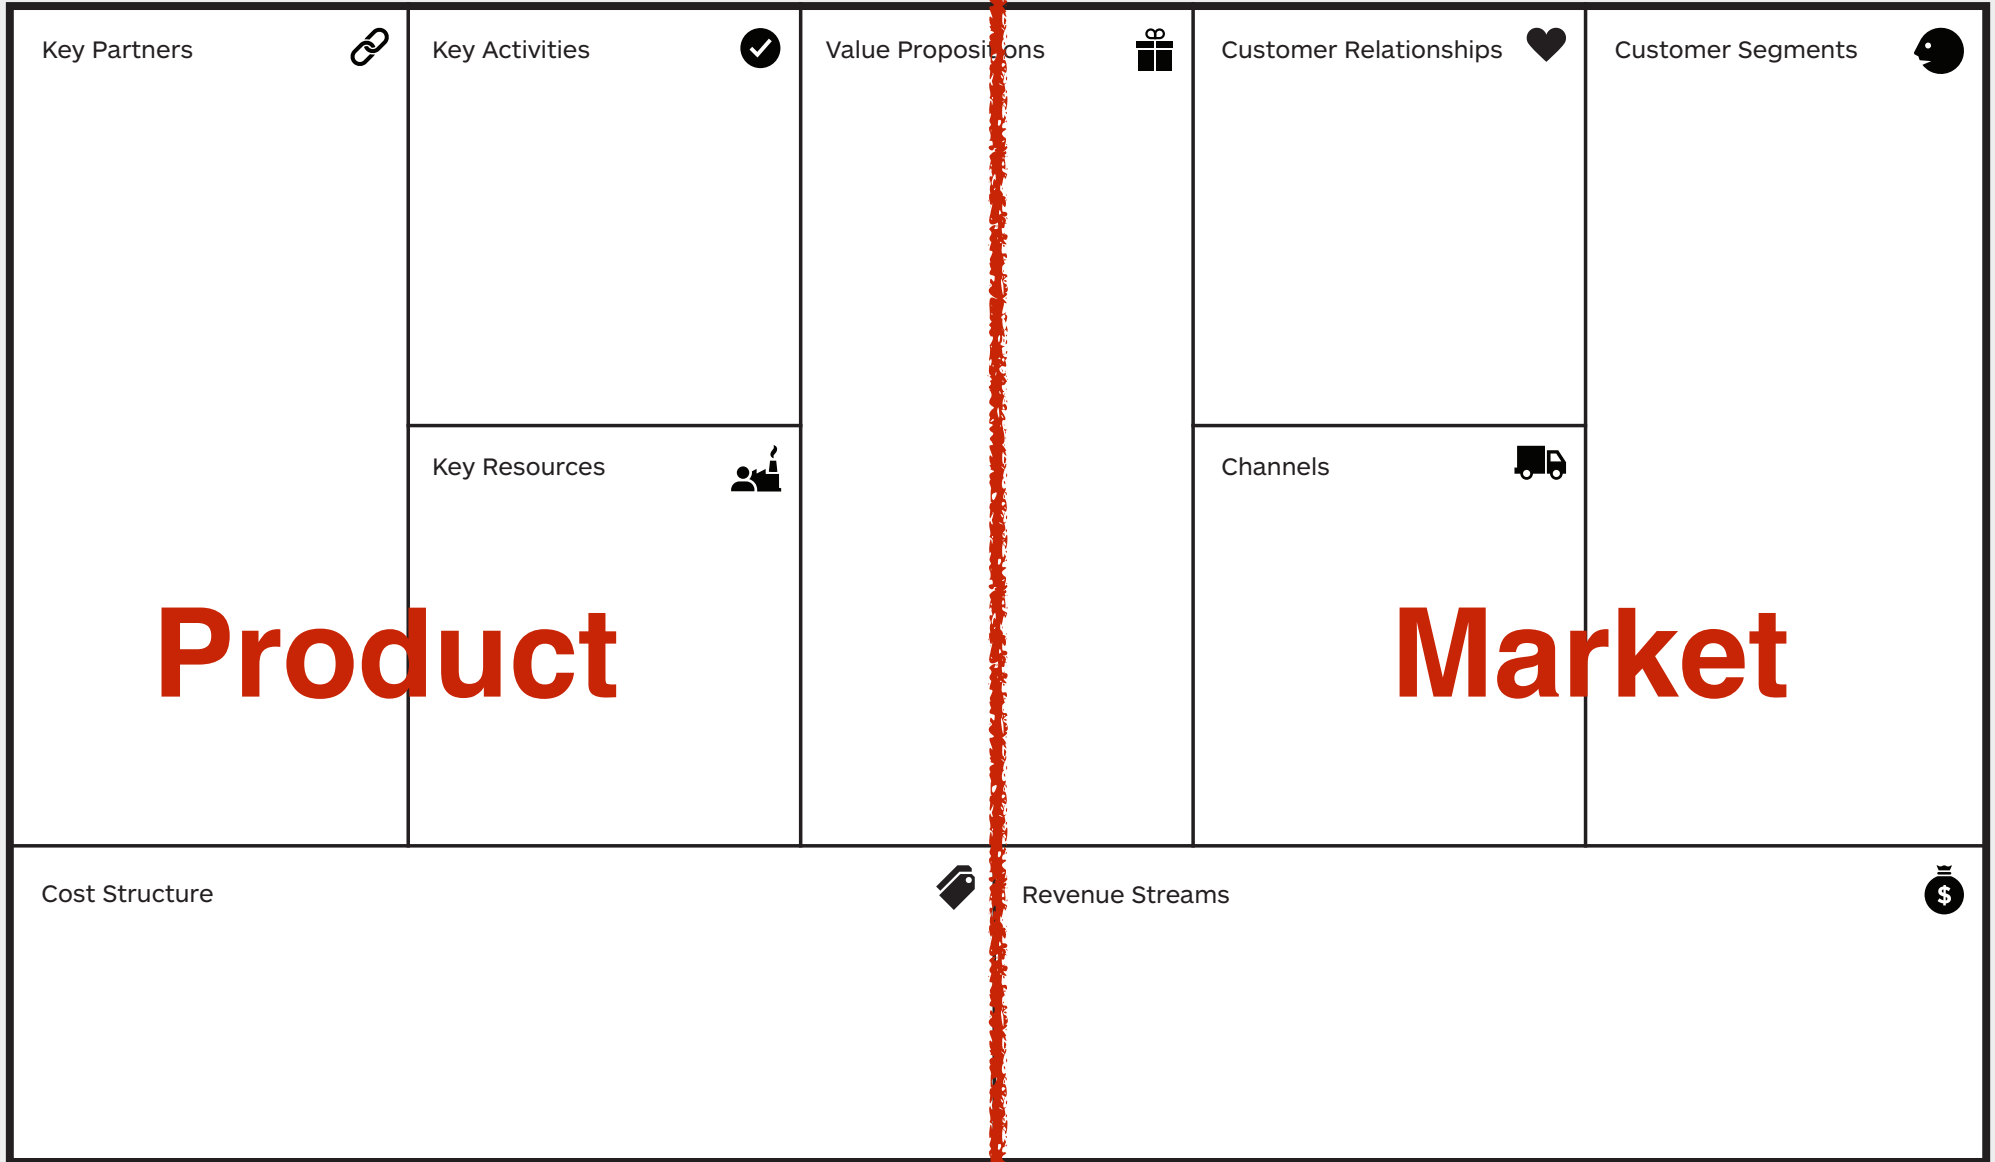 Key Partners
Key Activities
Value Propositions
Customer Relationships
Customer Segments
Key Resources
Channels
Product
Market
Cost Structure
Revenue Streams
$